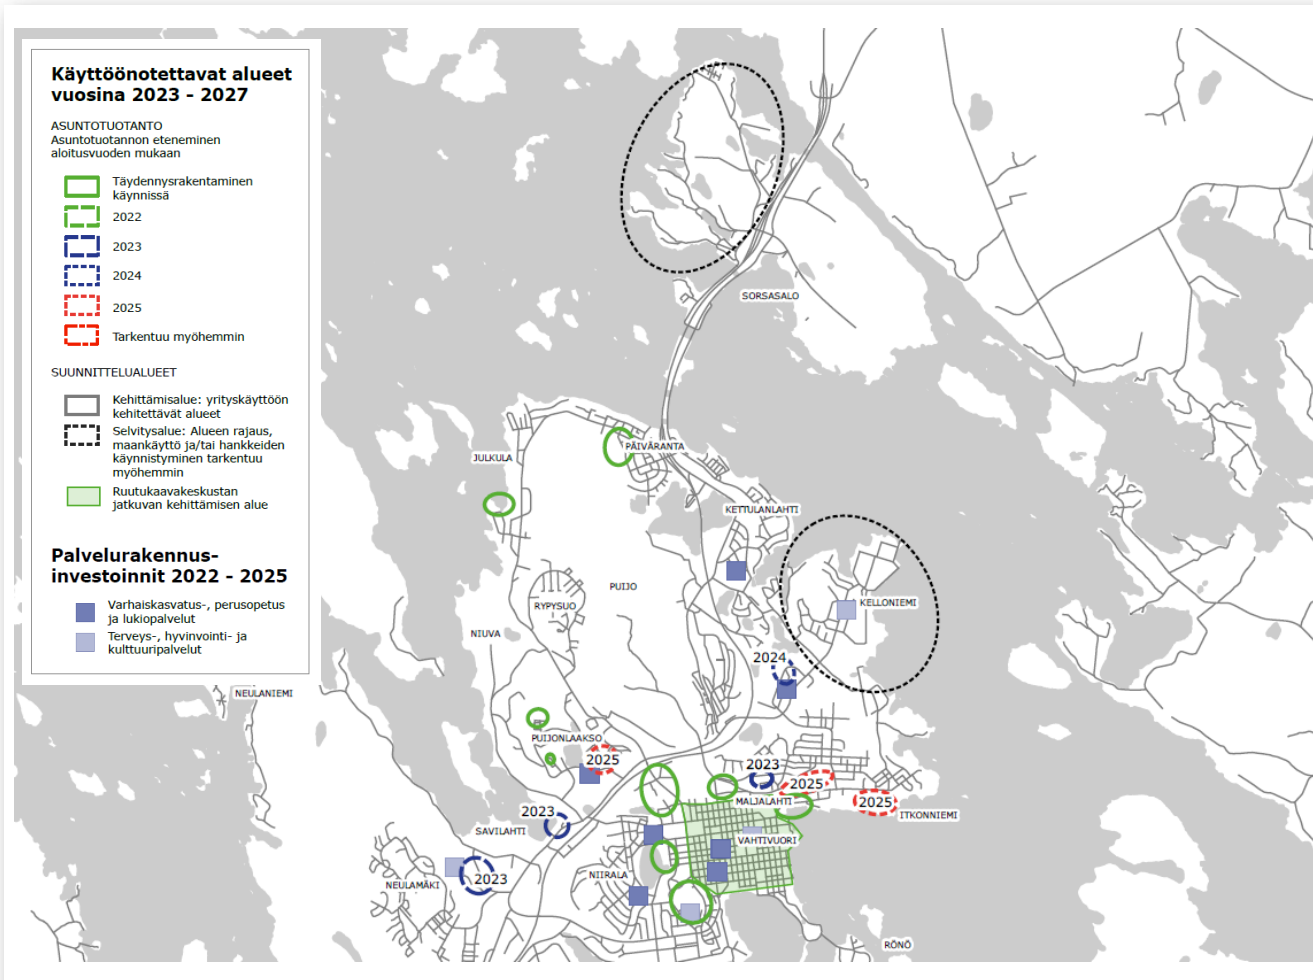 Käyttöönotettavat alueet
vuosina 2023 - 2027
ASUNTOTUOTANTO
Asuntotuotannon eteneminen
aloitusvuoden mukaan
Täydennysrakentaminen
käynnissä
2022
2023
2024
2025
Tarkentuu myöhemmin
SUUNNITTELUALUEET
Kehittämisalue: yrityskäyttöön
kehitettävät alueet
Selvitysalue: Alueen rajaus,
maankäyttö ja/tai hankkeiden
käynnistyminen tarkentuu
myöhemmin
Ruutukaavakeskustan
jatkuvan kehittämisen alue
Palvelurakennus-
investoinnit 2022 - 2025
Varhaiskasvatus-, perusopetus
ja lukiopalvelut
Terveys-, hyvinvointi- ja
kulttuuripalvelut
SORSASALO
PÄIVÄRANTA
JULKULA
KETTULANLAHTI
PUIJO
KELLONIEMI
RYPYSUO
NIUVA
2024
NEULANIEMI
PUIJONLAAKSO
2025
2023
2025
MALJALAHTI
2025
ITKONNIEMI
2023
SAVILAHTI
VAHTIVUORI
NIIRALA
2023
NEULAMÄKI
RÖNÖ